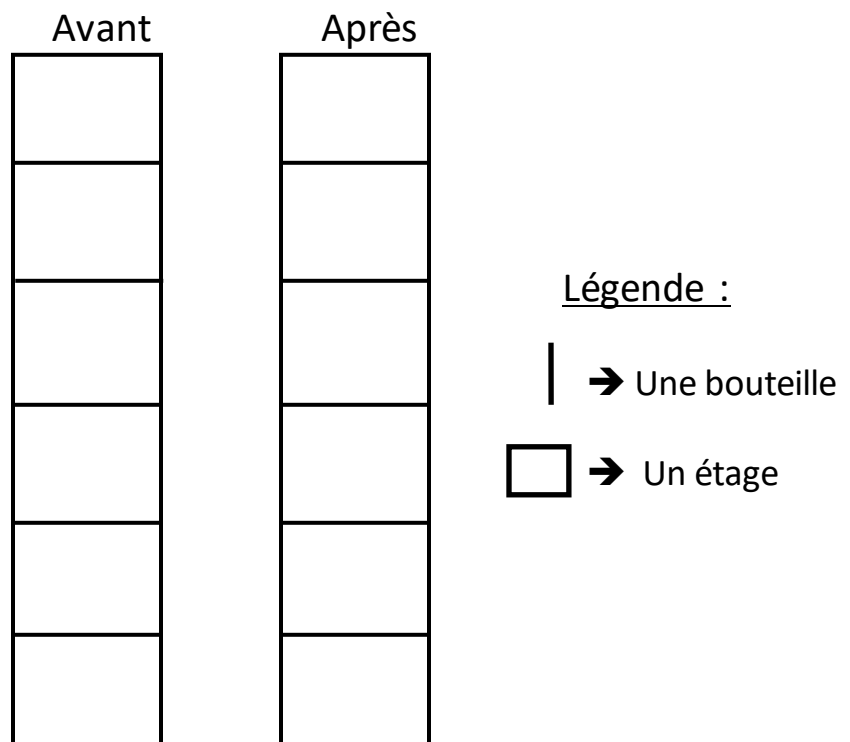 Avant Après
Légende :
➔ Une bouteille
➔ Un étage